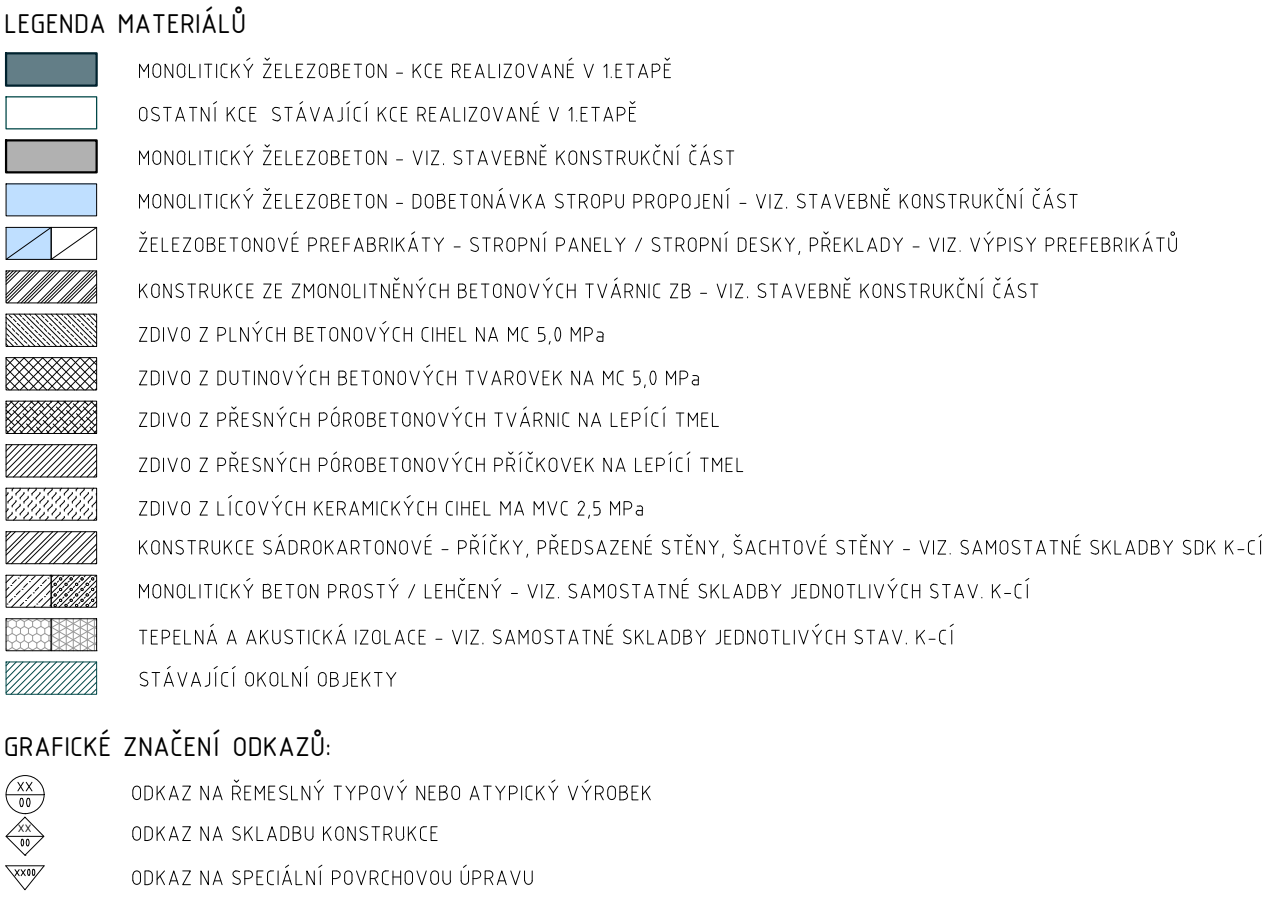 LEGENDA MATERIÁLŮ
MONOLITICKÝ ŽELEZOBETON - KCE REALIZOVANÉ V 1.ETAPĚ
OSTATNÍ KCE STÁVAJÍCÍ KCE REALIZOVANÉ V 1.ETAPĚ
MONOLITICKÝ ŽELEZOBETON - VIZ. STAVEBNĚ KONSTRUKČNÍ ČÁST
MONOLITICKÝ ŽELEZOBETON - DOBETONÁVKA STROPU PROPOJENÍ - VIZ. STAVEBNĚ KONSTRUKČNÍ ČÁST
ŽELEZOBETONOVÉ PREFABRIKÁTY - STROPNÍ PANELY / STROPNÍ DESKY, PŘEKLADY - VIZ. VÝPISY PREFEBRIKÁTŮ
KONSTRUKCE ZE ZMONOLITNĚNÝCH BETONOVÝCH TVÁRNIC ZB - VIZ. STAVEBNĚ KONSTRUKČNÍ ČÁST
ZDIVO Z PLNÝCH BETONOVÝCH CIHEL NA MC 5,0 MPa
ZDIVO Z DUTINOVÝCH BETONOVÝCH TVAROVEK NA MC 5,0 MPa
ZDIVO Z PŘESNÝCH PÓROBETONOVÝCH TVÁRNIC NA LEPÍCÍ TMEL
ZDIVO Z PŘESNÝCH PÓROBETONOVÝCH PŘÍČKOVEK NA LEPÍCÍ TMEL
ZDIVO Z LÍCOVÝCH KERAMICKÝCH CIHEL MA MVC 2,5 MPa
KONSTRUKCE SÁDROKARTONOVÉ - PŘÍČKY, PŘEDSAZENÉ STĚNY, ŠACHTOVÉ STĚNY - VIZ. SAMOSTATNÉ SKLADBY SDK K-CÍ
MONOLITICKÝ BETON PROSTÝ / LEHČENÝ - VIZ. SAMOSTATNÉ SKLADBY JEDNOTLIVÝCH STAV. K-CÍ
TEPELNÁ A AKUSTICKÁ IZOLACE - VIZ. SAMOSTATNÉ SKLADBY JEDNOTLIVÝCH STAV. K-CÍ
STÁVAJÍCÍ OKOLNÍ OBJEKTY
GRAFICKÉ ZNAČENÍ ODKAZŮ:
XX
00
ODKAZ NA ŘEMESLNÝ TYPOVÝ NEBO ATYPICKÝ VÝROBEK
XX
00
ODKAZ NA SKLADBU KONSTRUKCE
XX00
ODKAZ NA SPECIÁLNÍ POVRCHOVOU ÚPRAVU